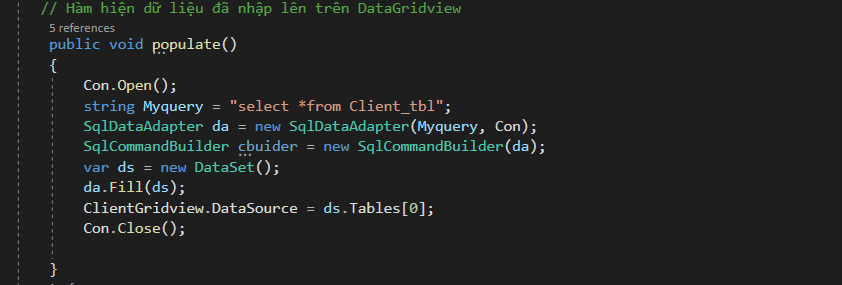 // Hàm hiện dữ liệu đã nhập lên trên DataGridview
5 references
public void populate()
{
Con.Open();
string Myquery = "select *from Client_tbl";
SqlDataAdapter da = new SqlDataAdapter(Myquery, Con);
SqlCommandBuilder cbuider = new SqlCommandBuilder(da);
var ds = new DataSet();
da.Fill(ds);
ClientGridview.DataSource = ds.Tables[0];
Con.Close();
}